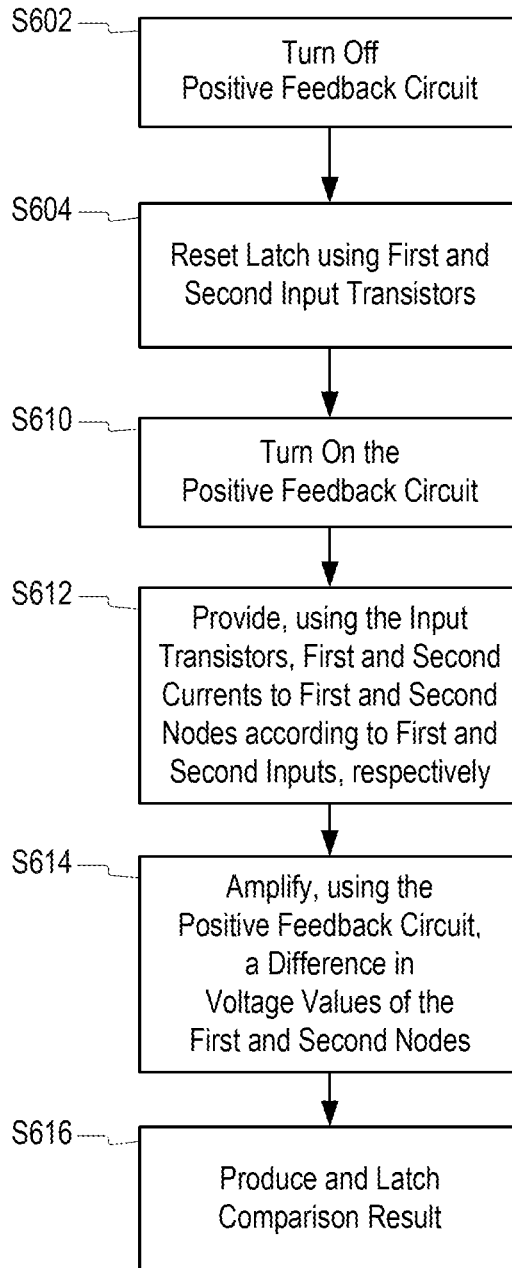 S602
Turn Off
Positive Feedback Circuit
S604
Reset Latch using First and
Second Input Transistors
S610
Turn On the
Positive Feedback Circuit
S612
Provide, using the Input
Transistors, First and Second
Currents to First and Second
Nodes according to First and
Second Inputs, respectively
S614
Amplify, using the
Positive Feedback Circuit,
a Difference in
Voltage Values of the
First and Second Nodes
S616
Produce and Latch
Comparison Result